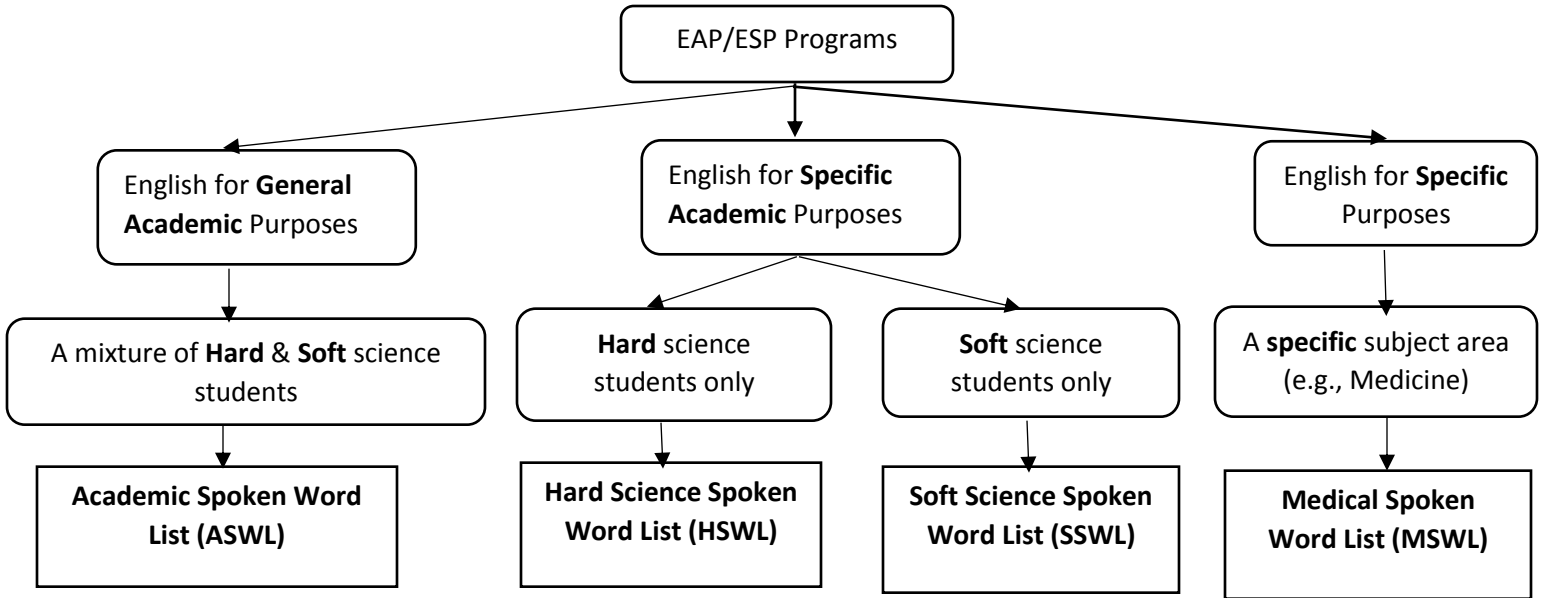 EAP/ESP Programs
English for General
Academic Purposes
English for Specific
Academic Purposes
English for Specific
Purposes
A mixture of Hard & Soft science
students
Hard science
students only
Soft science
students only
A specific subject area
(e.g., Medicine)
Academic Spoken Word
List (ASWL)
Hard Science Spoken
Word List (HSWL)
Soft Science Spoken
Word List (SSWL)
Medical Spoken
Word List (MSWL)